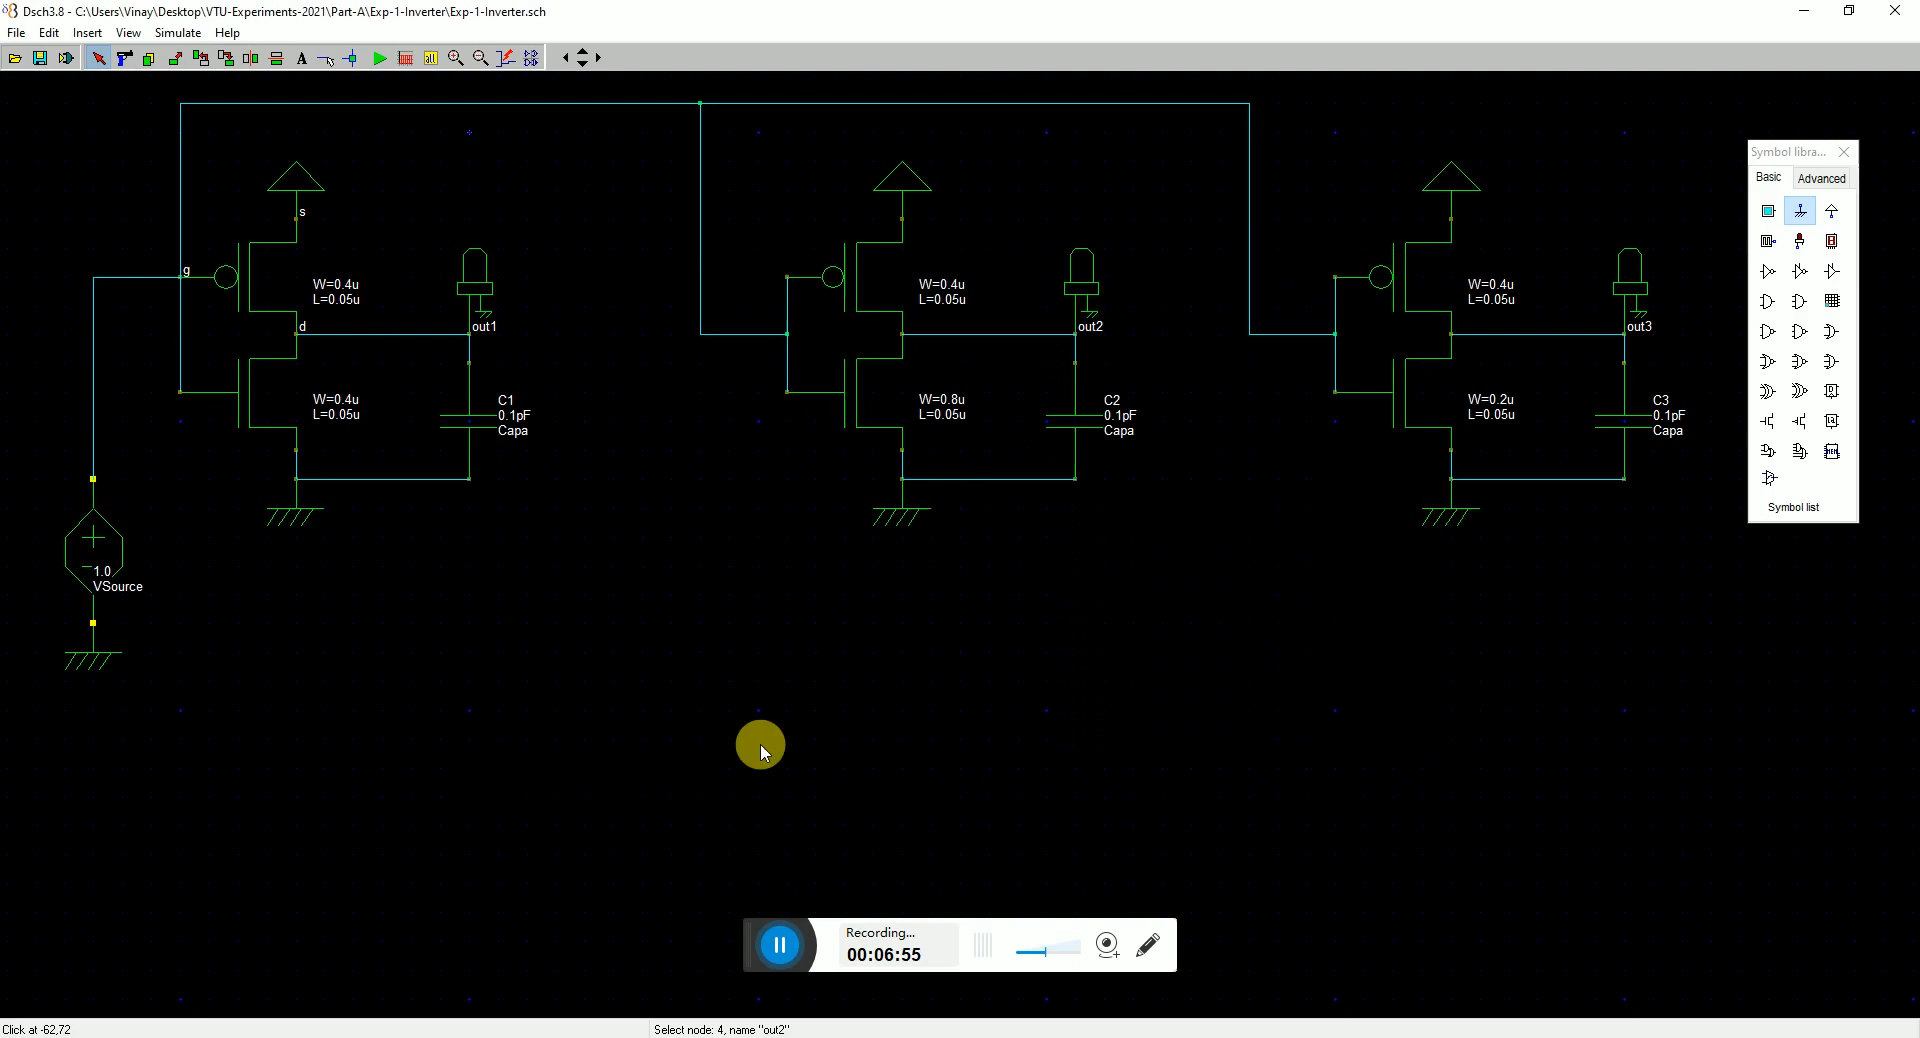 Dsch3.8 - C:\Users\Vinay\Desktop\VTU-Experiments-2021\Part-A\Exp-1-Inverter\Exp-1-Inverter.sch
File Edit Insert View Simulate Help
Symbol libra...
Basic Advanced
Symbol list
s
g
d
W=0.4u
L=0.05u
out1
W=0.4u
L=0.05u
C1
0.1pF
Capa
1.0
VSource
W=0.4u
L=0.05u
out2
W=0.8u
L=0.05u
C2
0.1pF
Capa
W=0.4u
L=0.05u
out3
W=0.2u
L=0.05u
C3
0.1pF
Capa
Recording...
00:06:55
Click at -62,72
Select node: 4, name "out2"